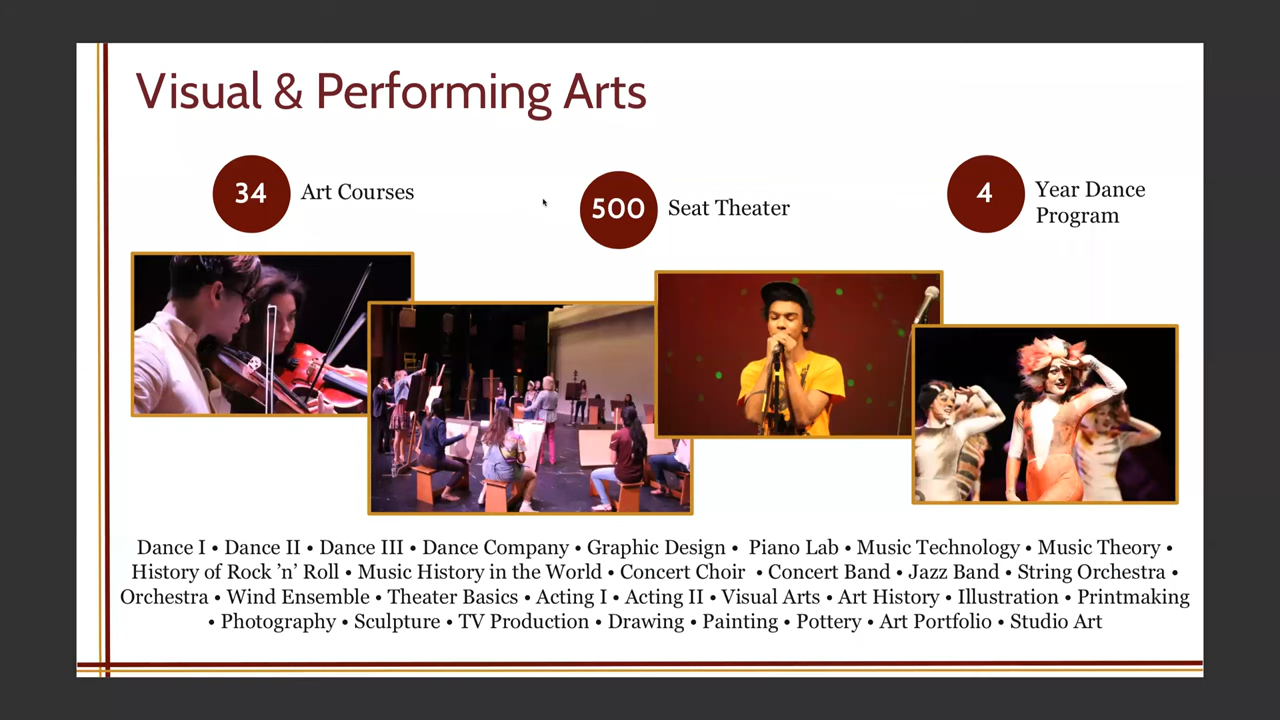 Visual & Performing Arts
34
Art Courses
500
Seat Theater
4
Year Dance
Program
Dance I • Dance II • Dance III • Dance Company • Graphic Design •  Piano Lab • Music Technology • Music Theory •
History of Rock ’n’ Roll • Music History in the World • Concert Choir  • Concert Band • Jazz Band • String Orchestra •
Orchestra • Wind Ensemble • Theater Basics • Acting I • Acting II • Visual Arts • Art History • Illustration • Printmaking
• Photography • Sculpture • TV Production • Drawing • Painting • Pottery • Art Portfolio • Studio Art